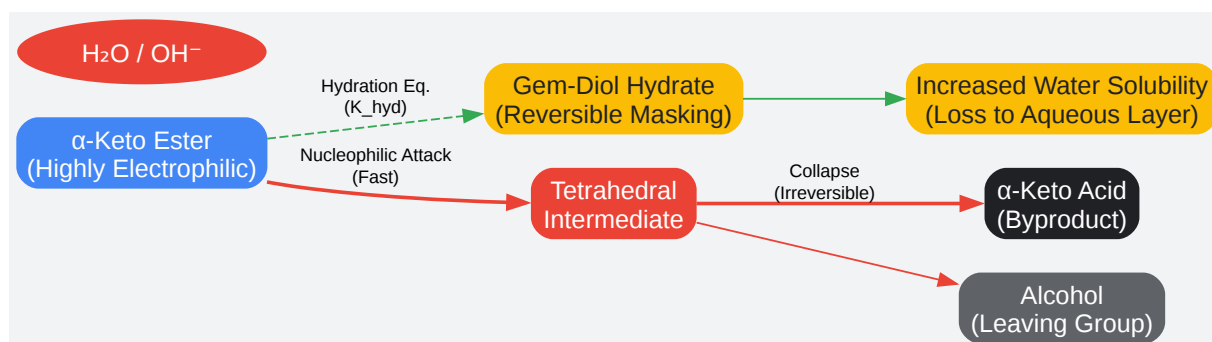 H₂O / OH⁻
α-Keto Ester
(Highly Electrophilic)
Hydration Eq.
(K_hyd)
Nucleophilic Attack
(Fast)
Gem-Diol Hydrate
(Reversible Masking)
Increased Water Solubility
(Loss to Aqueous Layer)
Tetrahedral
Intermediate
Collapse
(Irreversible)
α-Keto Acid
(Byproduct)
Alcohol
(Leaving Group)